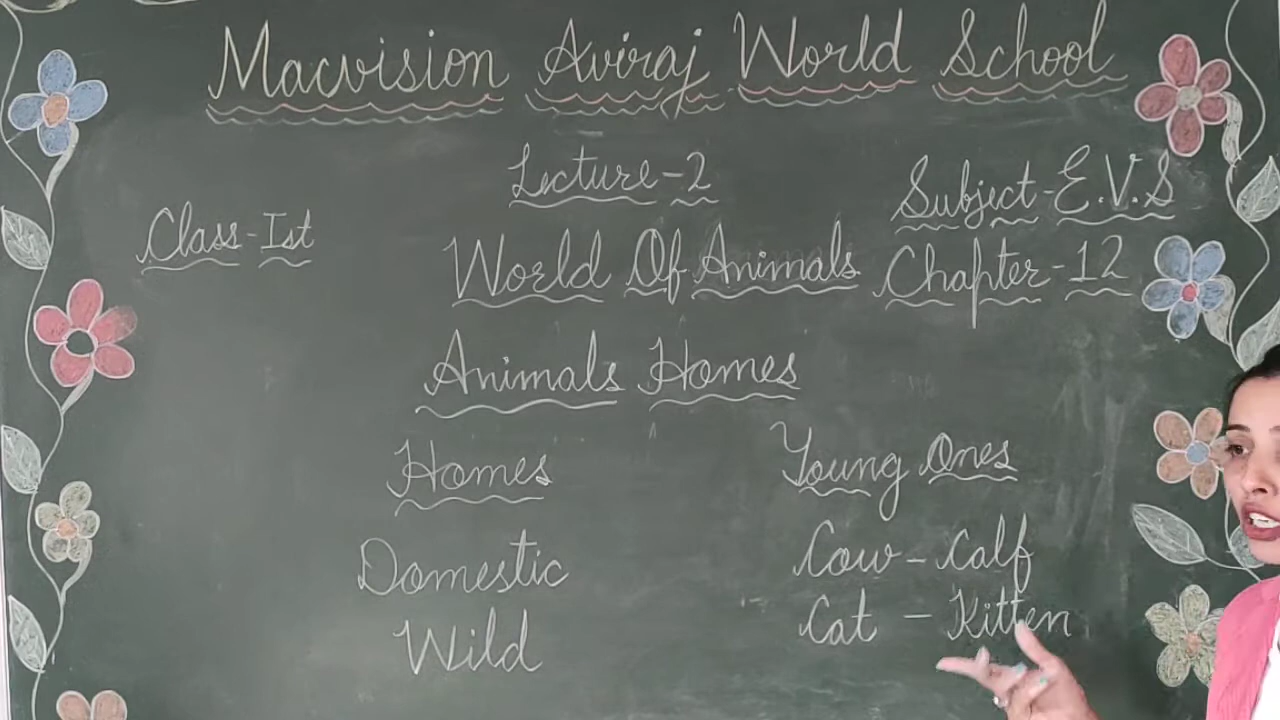 Macvision Aviraj World School
Lecture-2
Class-Ist
Subject-E.V.S
World Of Animals
Chapter-12
Animals Homes
Homes
Young Ones
Domestic
Cow-Calf
Wild
Cat - Kitten